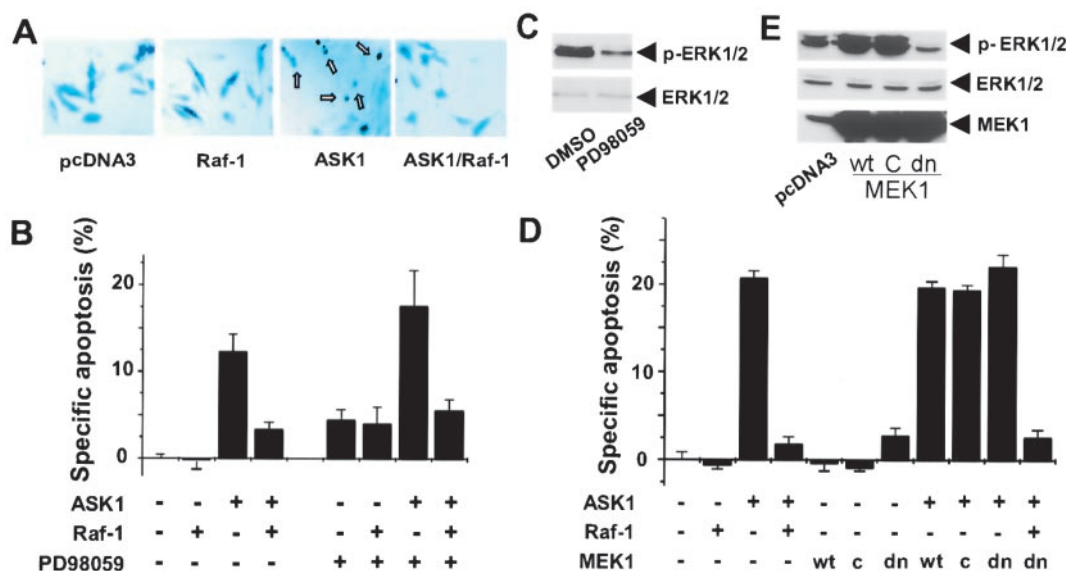 A
pcDNA3
Raf-1
ASK1
ASK1/Raf-1
C
p-ERK1/2
ERK1/2
DMSO
PD98059
E
p-ERK1/2
ERK1/2
MEK1
pcDNA3
wt C dn
MEK1
B
Specific apoptosis (%)
20
10
0
ASK1 - - + + - - + +
Raf-1 - + - + - + - +
PD98059 - - - - + + + +
D
Specific apoptosis (%)
20
10
0
ASK1 - - + + - - - + + + +
Raf-1 - + - + - - - - - - +
MEK1 - - - - wt c dn wt c dn dn